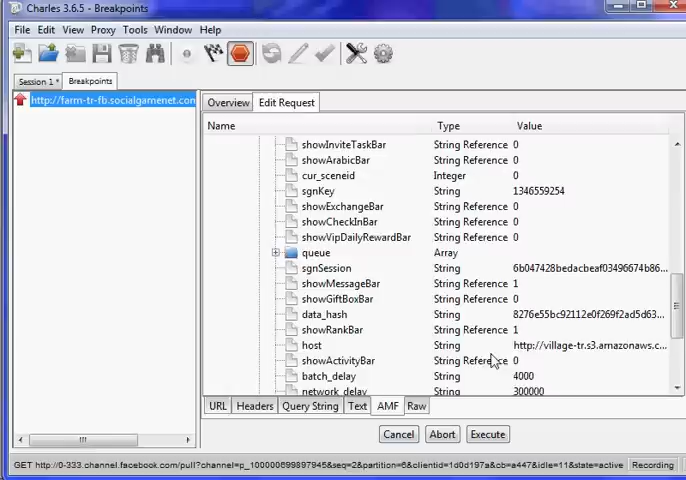 Charles 3.6.5 - Breakpoints
File Edit View Proxy Tools Window Help
Session 1 * Breakpoints
http://farm-tr-fb.socialgamenet.com
Overview Edit Request
Name Type Value
showInviteTaskBar String Reference 0
showArabicBar String Reference 0
cur_sceneid Integer 0
sgnKey String 1346559254
showExchangeBar String Reference 0
showCheckInBar String Reference 0
showVipDailyRewardBar String Reference 0
queue Array
sgnSession String 6b047428bedacbeaf03496674b86...
showMessageBar String Reference 1
showGiftBoxBar String Reference 0
data_hash String 8276e55bc92112e0f269f2ad5d63...
showRankBar String Reference 1
host String http://village-tr.s3.amazonaws.c...
showActivityBar String Reference 0
batch_delay String 4000
network_delay String 300000
URL Headers Query String Text AMF Raw
Cancel Abort Execute
GET http://0-333.channel.facebook.com/pull?channel=p_100000699897945&seq=2&partition=6&clientid=1d0d197a&cb=a447&idle=11&state=active Recording